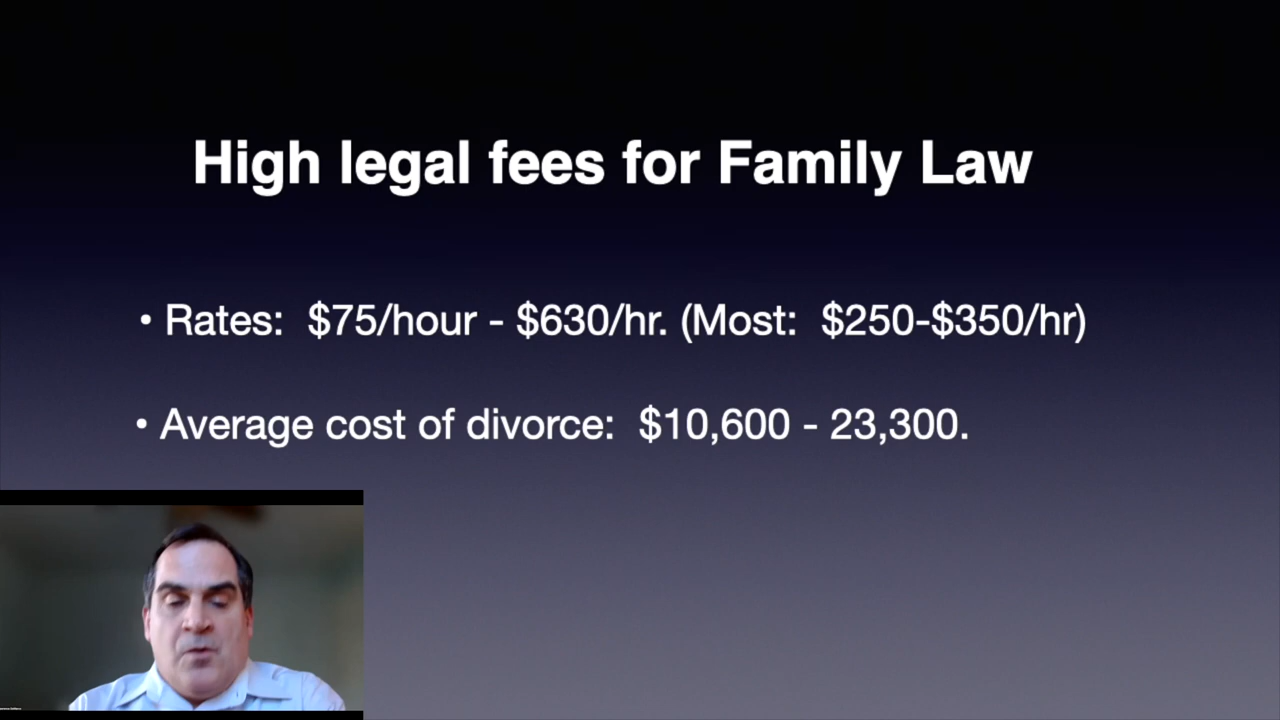 High legal fees for Family Law
• Rates: $75/hour - $630/hr. (Most: $250-$350/hr)
• Average cost of divorce: $10,600 - 23,300.